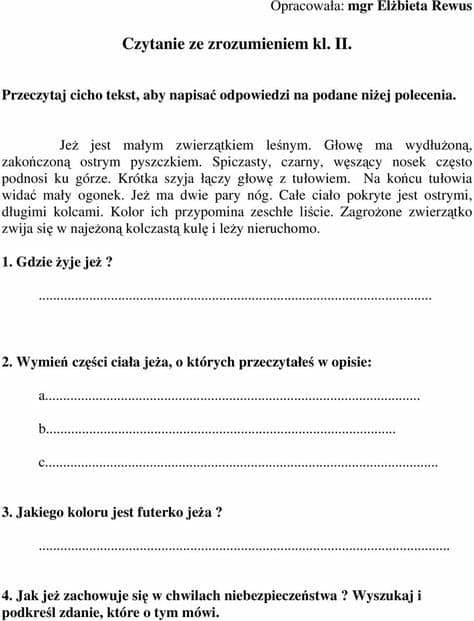 Opracowała: mgr Elżbieta Rewus
Czytanie ze zrozumieniem kl. II.
Przeczytaj cicho tekst, aby napisać odpowiedzi na podane niżej polecenia.
Jeż jest małym zwierzątkiem leśnym. Głowę ma wydłużoną,
zakończoną ostrym pyszczkiem. Spiczasty, czarny, węszący nosek często
podnosi ku górze. Krótka szyja łączy głowę z tułowiem. Na końcu tułowia
widać mały ogonek. Jeż ma dwie pary nóg. Całe ciało pokryte jest ostrymi,
długimi kolcami. Kolor ich przypomina zeschłe liście. Zagrożone zwierzątko
zwija się w najeżoną kolczastą kulę i leży nieruchomo.
1. Gdzie żyje jeż ?
.............................................................................................................
2. Wymień części ciała jeża, o których przeczytałeś w opisie:
a........................................................................................................
b.................................................................................................
c.............................................................................................................
3. Jakiego koloru jest futerko jeża ?
..................................................................................................................
4. Jak jeż zachowuje się w chwilach niebezpieczeństwa ? Wyszukaj i
podkreśl zdanie, które o tym mówi.